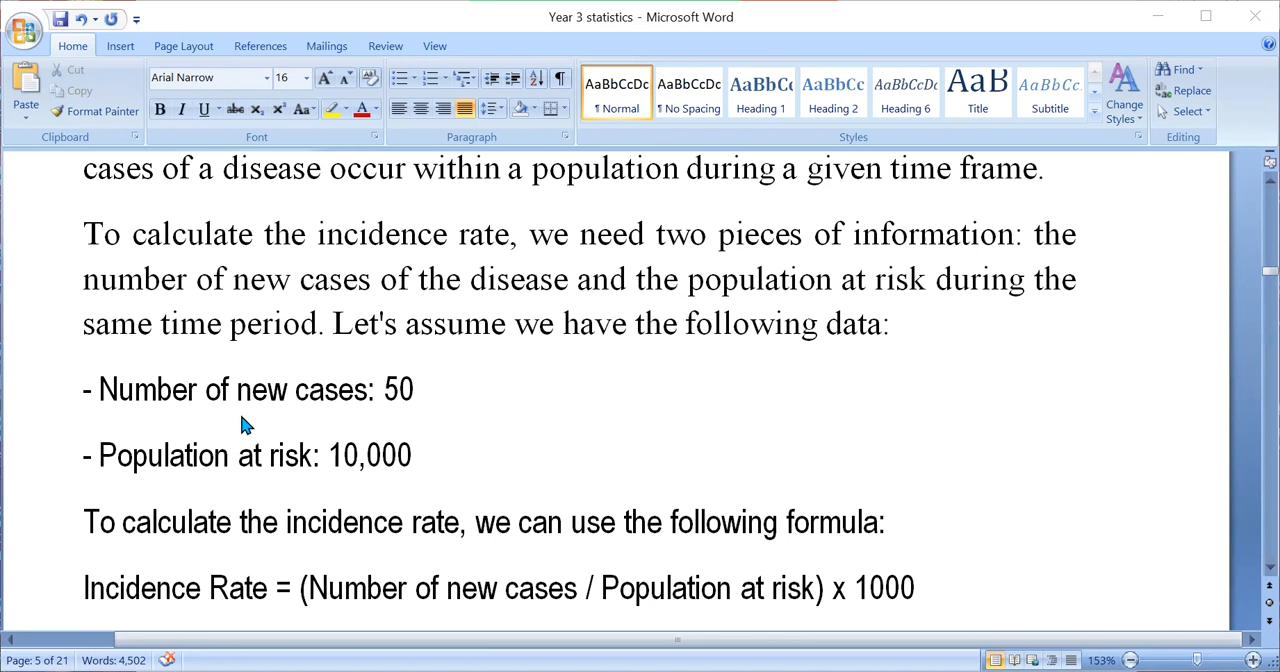 Year 3 statistics - Microsoft Word
Home Insert Page Layout References Mailings Review View
Paste
Cut
Copy
Format Painter
Clipboard
Arial Narrow 16
B I U abc X₂ X² Aa A
Font
Paragraph
AaBbCcDc AaBbCcDc AaBbCc AaBbCc AaBbCcDc AaB AaBbCc.
¶ Normal ¶ No Spacing Heading 1 Heading 2 Heading 6 Title Subtitle
Change Styles
Styles
Find
Replace
Select
Editing
cases of a disease occur within a population during a given time frame.
To calculate the incidence rate, we need two pieces of information: the
number of new cases of the disease and the population at risk during the
same time period. Let's assume we have the following data:
- Number of new cases: 50
- Population at risk: 10,000
To calculate the incidence rate, we can use the following formula:
Incidence Rate = (Number of new cases / Population at risk) x 1000
Page: 5 of 21 Words: 4,502 153%